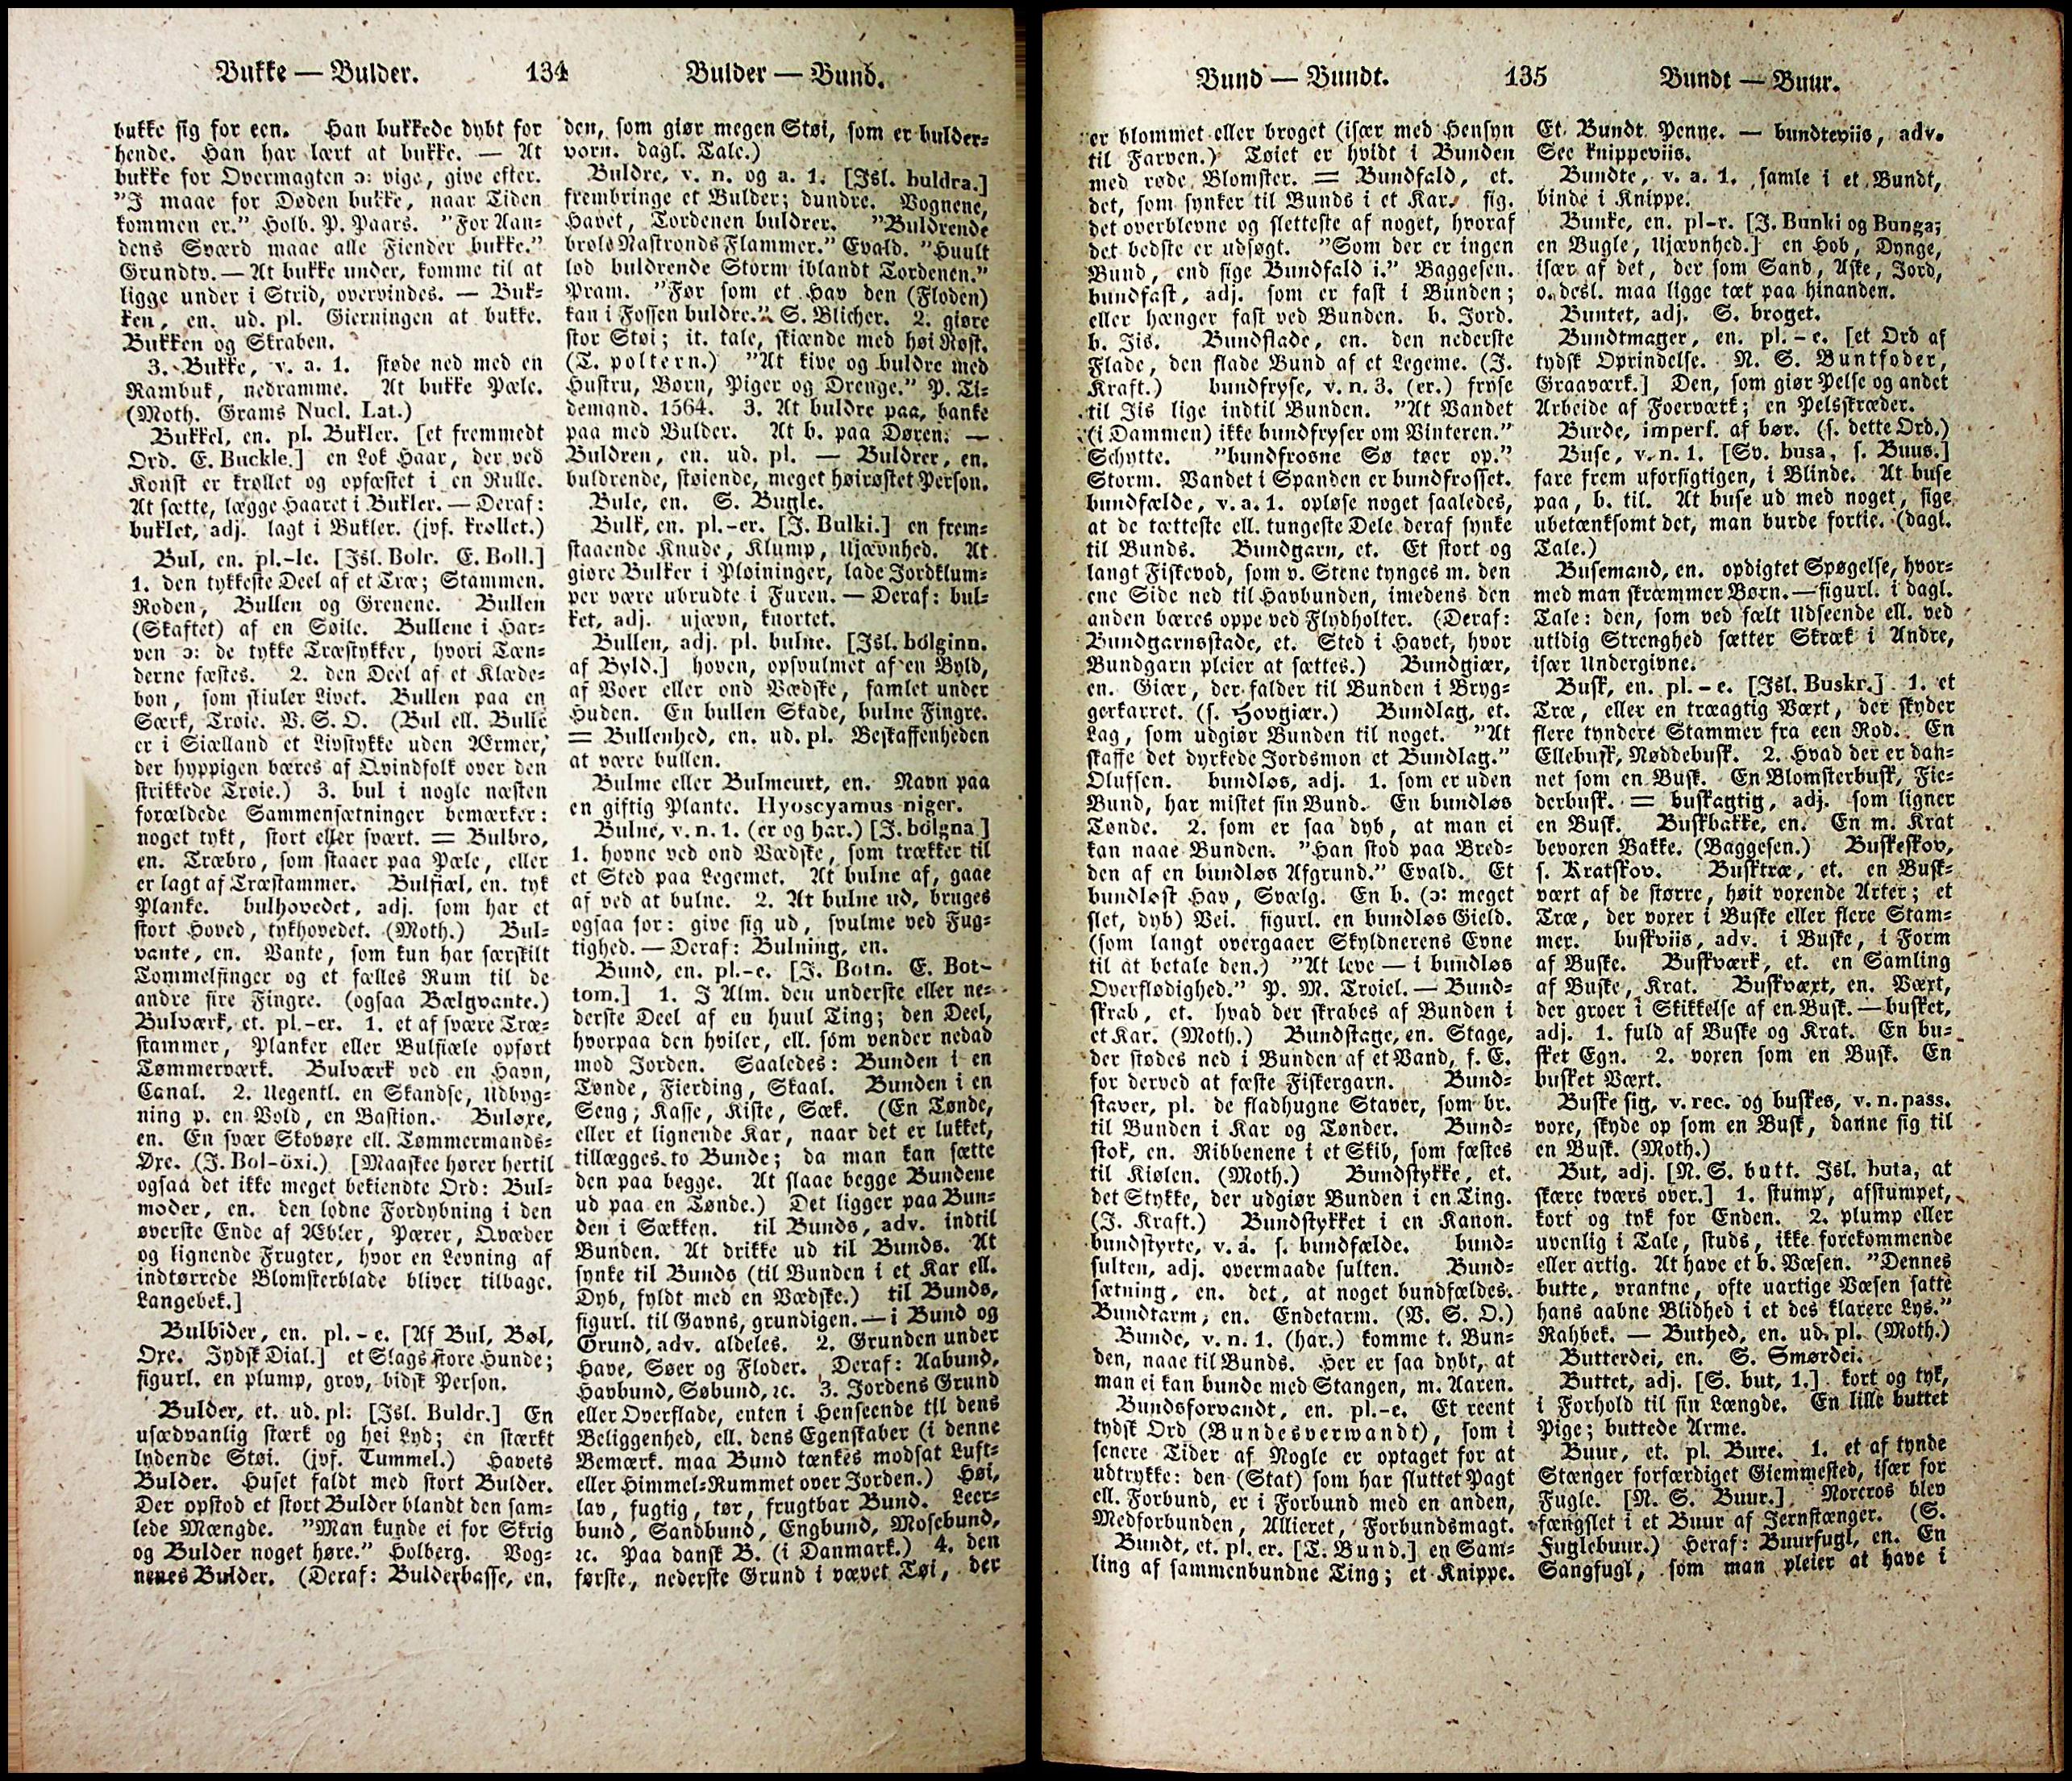 Bukke — Bulder. 134 Bulder — Bund.
bukke sig for een. Han bukkede dybt for
hende. Han har lært at bukke. — At
bukke for Overmagten ɔ: vige, give efter.
"I maae for Døden bukke, naar Tiden
kommen er." Holb. P. Paars. "For Aan-
dens Sværd maae alle Fiender bukke."
Grundtv. — At bukke under, komme til at
ligge under i Strid, overvindes. — Buk-
ken, en. ud. pl. Gierningen at bukke.
Bukken og Skraben.
3. Bukke, v. a. 1. støde ned med en
Rambuk, nedramme. At bukke Pæle.
(Moth. Grams Nucl. Lat.)
Bukkel, en. pl. Bukler. [et fremmedt
Ord. E. Buckle.] en Lok Haar, der ved
Konst er krøllet og opfæstet i en Rulle.
At sætte, lægge Haaret i Bukler. — Deraf:
buklet, adj. lagt i Bukler. (jvf. krøllet.)
Bul, en. pl.-le. [Isl. Bolr. E. Boll.]
1. den tykkeste Deel af et Træ; Stammen.
Roden, Bullen og Grenene. Bullen
(Skaftet) af en Søile. Bullene i Har-
ven ɔ: de tykke Træstykker, hvori Tæn-
derne fæstes. 2. den Deel af et Klæde-
bon, som skiuler Livet. Bullen paa en
Særk, Trøie. V. S. O. (Bul ell. Bulle
er i Siælland et Livstykke uden Ærmer,
der hyppigen bæres af Qvindfolk over den
strikkede Trøie.) 3. bul i nogle næsten
forældede Sammensætninger bemærker:
noget tykt, stort eller svært. = Bulbro,
en. Træbro, som staaer paa Pæle, eller
er lagt af Træstammer. Bulfiæl, en. tyk
Planke. bulhovedet, adj. som har et
stort Hoved, tykhovedet. (Moth.) Bul-
vante, en. Vante, som kun har særskilt
Tommelfinger og et fælles Rum til de
andre fire Fingre. (ogsaa Bælgvante.)
Bulværk, et. pl.-er. 1. et af svære Træ-
stammer, Planker eller Bulfiæle opført
Tømmerværk. Bulværk ved en Havn,
Canal. 2. Uegentl. en Skandse, Udbyg-
ning p. en Vold, en Bastion. Buløxe,
en. En svær Skovøxe ell. Tømmermands-
Øxe. (J. Bol-öxi.) [Maaskee hører hertil
ogsaa det ikke meget bekiendte Ord: Bul-
moder, en. den lodne Fordybning i den
øverste Ende af Æbler, Pærer, Qvæder
og lignende Frugter, hvor en Levning af
indtørrede Blomsterblade bliver tilbage.
Langebek.]
Bulbider, en. pl. - e. [Af Bul, Bøl,
Oxe. Jydsk Dial.] et Slags store Hunde;
figurl. en plump, grov, bidsk Person.
Bulder, et. ud. pl: [Isl. Buldr.] En
usædvanlig stærk og høi Lyd; en stærkt
lydende Støi. (jvf. Tummel.) Havets
Bulder. Huset faldt med stort Bulder.
Der opstod et stort Bulder blandt den sam-
lede Mængde. "Man kunde ei for Skrig
og Bulder noget høre." Holberg. Vog-
nenes Bulder. (Deraf: Bulderbasse, en.
den, som giør megen Støi, som er bulder-
vorn. dagl. Tale.)
Buldre, v. n. og a. 1. [Isl. buldra.]
frembringe et Bulder; dundre. Vognene,
Havet, Tordenen buldrer. "Buldrende
brøle Nastronds Flammer." Evald. "Huult
lød buldrende Storm iblandt Tordenen."
Pram. "Før som et Hav den (Floden)
kan i Fossen buldre." S. Blicher. 2. giøre
stor Støi; it. tale, skiænde med høi Røst.
(T. poltern.) "At kive og buldre med
Hustru, Børn, Piger og Drenge." P. Ti-
demand. 1564. 3. At buldre paa, banke
paa med Bulder. At b. paa Døren. —
Buldren, en. ud. pl. — Buldrer, en.
buldrende, støiende, meget høirøstet Person.
Bule, en. S. Bugle.
Bulk, en. pl.-er. [J. Bulki.] en frem-
staaende Knude, Klump, Ujævnhed. At
giøre Bulker i Pløininger, lade Jordklum-
per være ubrudte i Furen. — Deraf: bul-
ket, adj. ujævn, knortet.
Bullen, adj. pl. bulne. [Isl. bólginn.
af Byld.] hoven, opsvulmet af en Byld,
af Voer eller ond Vædske, samlet under
Huden. En bullen Skade, bulne Fingre.
= Bullenhed, en. ud. pl. Beskaffenheden
at være bullen.
Bulme eller Bulmeurt, en. Navn paa
en giftig Plante. Hyoscyamus niger.
Bulne, v. n. 1. (er og har.) [J. bólgna]
1. hovne ved ond Vædske, som trækker til
et Sted paa Legemet. At bulne af, gaae
af ved at bulne. 2. At bulne ud, bruges
ogsaa for: give sig ud, svulme ved Fug-
tighed. — Deraf: Bulning, en.
Bund, en. pl.-e. [J. Botn. E. Bot-
tom.] 1. I Alm. den underste eller ne-
derste Deel af en huul Ting; den Deel,
hvorpaa den hviler, ell. som vender nedad
mod Jorden. Saaledes: Bunden i en
Tønde, Fierding, Skaal. Bunden i en
Seng; Kasse, Kiste, Sæk. (En Tønde,
eller et lignende Kar, naar det er lukket,
tillægges to Bunde; da man kan sætte
den paa begge. At slaae begge Bundene
ud paa en Tønde.) Det ligger paa Bun-
den i Sækken. til Bunds, adv. indtil
Bunden. At drikke ud til Bunds. At
synke til Bunds (til Bunden i et Kar ell.
Dyb, fyldt med en Vædske.) til Bunds,
figurl. til Gavns, grundigen. — i Bund og
Grund, adv. aldeles. 2. Grunden under
Have, Søer og Floder. Deraf: Aabund,
Havbund, Søbund, ꝛc. 3. Jordens Grund
eller Overflade, enten i Henseende til dens
Beliggenhed, ell. dens Egenskaber (i denne
Bemærk. maa Bund tænkes modsat Luft-
eller Himmel-Rummet over Jorden.) Høi,
lav, fugtig, tør, frugtbar Bund. Leer-
bund, Sandbund, Engbund, Mosebund,
ꝛc. Paa dansk B. (i Danmark.) 4. den
første, nederste Grund i vævet Tøi, der
Bund — Bundt. 135 Bundt — Buur.
er blommet eller broget (især med Hensyn
til Farven.) Tøiet er hvidt i Bunden
med røde Blomster. = Bundfald, et.
det, som synker til Bunds i et Kar. fig.
det overblevne og sletteste af noget, hvoraf
det bedste er udsøgt. "Som der er ingen
Bund, end sige Bundfald i." Baggesen.
bundfast, adj. som er fast i Bunden;
eller hænger fast ved Bunden. b. Jord.
b. Jis. Bundflade, en. den nederste
Flade, den flade Bund af et Legeme. (J.
Kraft.) bundfryse, v. n. 3. (er.) fryse
til Jis lige indtil Bunden. "At Vandet
(i Dammen) ikke bundfryser om Vinteren."
Schytte. "bundfrosne Sø tøer op."
Storm. Vandet i Spanden er bundfrosset.
bundfælde, v. a. 1. opløse noget saaledes,
at de tætteste ell. tungeste Dele deraf synke
til Bunds. Bundgarn, et. Et stort og
langt Fiskevod, som v. Stene tynges m. den
ene Side ned til Havbunden, imedens den
anden bæres oppe ved Flydholter. (Deraf:
Bundgarnsstade, et. Sted i Havet, hvor
Bundgarn pleier at sættes.) Bundgiær,
en. Giær, der falder til Bunden i Bryg-
gerkarret. (s. Hovgiær.) Bundlag, et.
Lag, som udgiør Bunden til noget. "At
skaffe det dyrkede Jordsmon et Bundlag."
Olufsen. bundløs, adj. 1. som er uden
Bund, har mistet sin Bund. En bundløs
Tønde. 2. som er saa dyb, at man ei
kan naae Bunden. "Han stod paa Bred-
den af en bundløs Afgrund." Evald. Et
bundløst Hav, Svælg. En b. (ɔ: meget
slet, dyb) Vei. figurl. en bundløs Gield.
(som langt overgaaer Skyldnerens Evne
til at betale den.) "At leve — i bundløs
Overflødighed." P. M. Troiel. — Bund-
skrab, et. hvad der skrabes af Bunden i
et Kar. (Moth.) Bundstage, en. Stage,
der stødes ned i Bunden af et Vand, f. E.
for derved at fæste Fiskergarn. Bund-
staver, pl. de fladhugne Staver, som br.
til Bunden i Kar og Tønder. Bund-
stok, en. Ribbenene i et Skib, som fæstes
til Kiølen. (Moth.) Bundstykke, et.
det Stykke, der udgiør Bunden i en Ting.
(J. Kraft.) Bundstykket i en Kanon.
bundstyrte, v. a. s. bundfælde. bund-
sulten, adj. overmaade sulten. Bund-
sætning, en. det, at noget bundfældes.
Bundtarm, en. Endetarm. (V. S. O.)
Bunde, v. n. 1. (har.) komme t. Bun-
den, naae til Bunds. Her er saa dybt, at
man ei kan bunde med Stangen, m. Aaren.
Bundsforvandt, en. pl.-e. Et reent
tydsk Ord (Bundesverwandt), som i
senere Tider af Nogle er optaget for at
udtrykke: den (Stat) som har sluttet Pagt
ell. Forbund, er i Forbund med en anden,
Medforbunden, Allieret, Forbundsmagt.
Bundt, et. pl. er. [T. Bund.] en Sam-
ling af sammenbundne Ting; et Knippe.
Et Bundt Penne. — bundteviis, adv.
See knippeviis.
Bundte, v. a. 1. samle i et Bundt,
binde i Knippe.
Bunke, en. pl-r. [J. Bunki og Bunga;
en Bugle, Ujævnhed.] en Hob, Dynge,
især af det, der som Sand, Aske, Jord,
o. desl. maa ligge tæt paa hinanden.
Buntet, adj. S. broget.
Bundtmager, en. pl. - e. [et Ord af
tydsk Oprindelse. N. S. Buntfoder,
Graaværk.] Den, som giør Pelse og andet
Arbeide af Foerværk; en Pelsskræder.
Burde, imperf. af bør. (s. dette Ord.)
Buse, v. n. 1. [Sv. busa, s. Buus.]
fare frem uforsigtigen, i Blinde. At buse
paa, b. til. At buse ud med noget, sige
ubetænksomt det, man burde fortie. (dagl.
Tale.)
Busemand, en. opdigtet Spøgelse, hvor-
med man skræmmer Børn. — figurl. i dagl.
Tale: den, som ved fælt Udseende ell. ved
utidig Strenghed sætter Skræk i Andre,
især Undergivne.
Busk, en. pl. - e. [Isl. Buskr.] 1. et
Træ, eller en træagtig Væxt, der skyder
flere tyndere Stammer fra een Rod. En
Ellebusk, Nøddebusk. 2. Hvad der er dan-
net som en Busk. En Blomsterbusk, Fie-
derbusk. = buskagtig, adj. som ligner
en Busk. Buskbakke, en. En m. Krat
bevoxen Bakke. (Baggesen.) Buskeskov,
s. Kratskov. Busktræ, et. en Busk-
væxt af de større, høit voxende Arter; et
Træ, der voxer i Buske eller flere Stam-
mer. buskviis, adv. i Buske, i Form
af Buske. Buskværk, et. en Samling
af Buske, Krat. Buskvæxt, en. Væxt,
der groer i Skikkelse af en Busk. — busket,
adj. 1. fuld af Buske og Krat. En bu-
sket Egn. 2. voxen som en Busk. En
busket Væxt.
Buske sig, v. rec. og buskes, v. n. pass.
voxe, skyde op som en Busk, danne sig til
en Busk. (Moth.)
But, adj. [N. S. butt. Isl. buta, at
skære tværs over.] 1. stump, afstumpet,
kort og tyk for Enden. 2. plump eller
uvenlig i Tale, studs, ikke forekommende
eller artig. At have et b. Væsen. "Dennes
butte, vrantne, ofte uartige Væsen satte
hans aabne Blidhed i et des klarere Lys."
Rahbek. — Buthed, en. ud. pl. (Moth.)
Butterdei, en. S. Smørdei.
Buttet, adj. [S. but, 1.] kort og tyk,
i Forhold til sin Længde. En lille buttet
Pige; buttede Arme.
Buur, et. pl. Bure. 1. et af tynde
Stænger forfærdiget Giemmested, især for
Fugle. [N. S. Buur.] Norcros blev
fængslet i et Buur af Jernstænger. (S.
Fuglebuur.) Heraf: Buurfugl, en. En
Sangfugl, som man pleier at have i